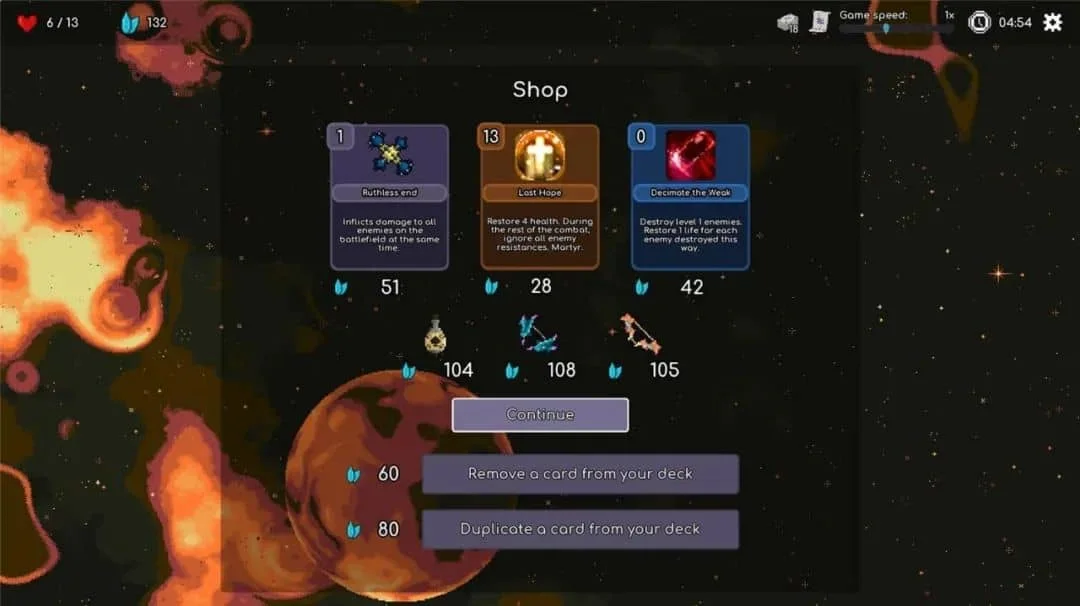 6 / 13
132
18
Game speed:
1x
04:54
Shop
1
Ruthless end
Inflicts damage to all
enemies on the
battlefield at the same
time.
51
13
Last Hope
Restore 4 health. During
the rest of the combat,
ignore all enemy
resistances. Martyr.
28
0
Decimate the Weak
Destroy level 1 enemies.
Restore 1 life for each
enemy destroyed this
way.
42
104
108
105
Continue
60
Remove a card from your deck
80
Duplicate a card from your deck